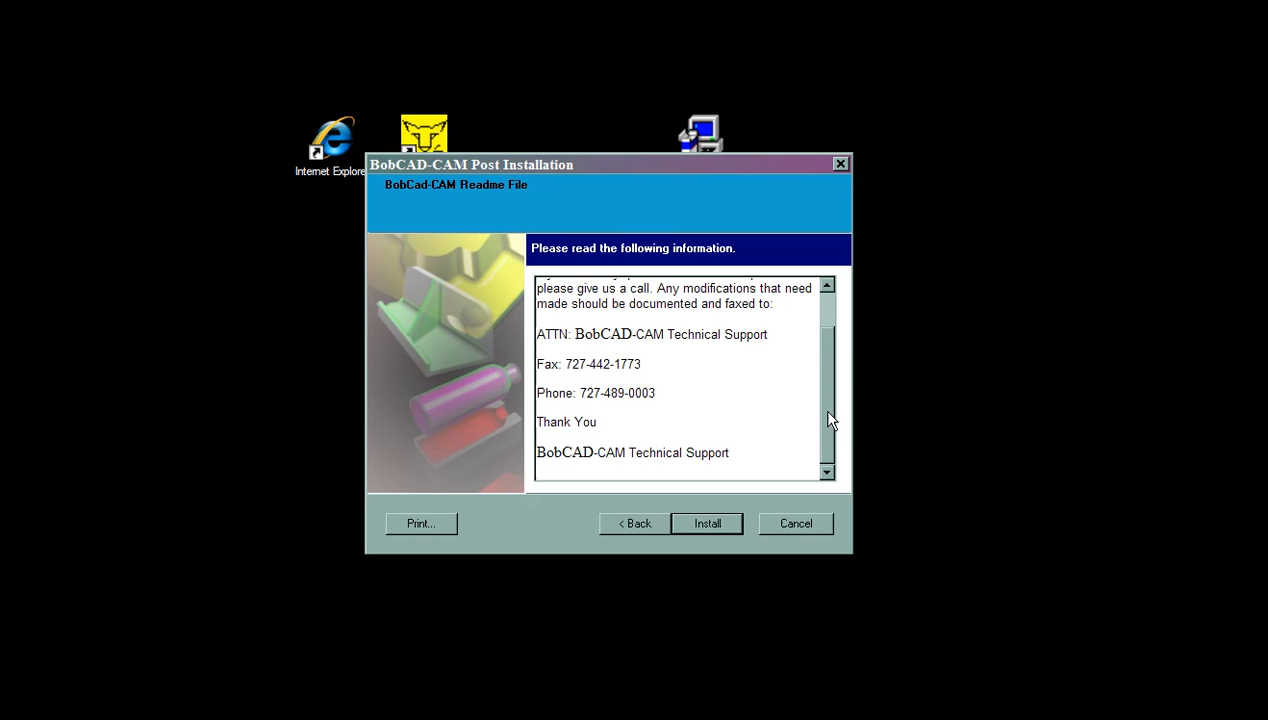 Internet Explore
BobCAD-CAM Post Installation
BobCad-CAM Readme File
Please read the following information.
please give us a call. Any modifications that need
made should be documented and faxed to:
ATTN: BobCAD-CAM Technical Support
Fax: 727-442-1773
Phone: 727-489-0003
Thank You
BobCAD-CAM Technical Support
Print...
< Back
Install
Cancel